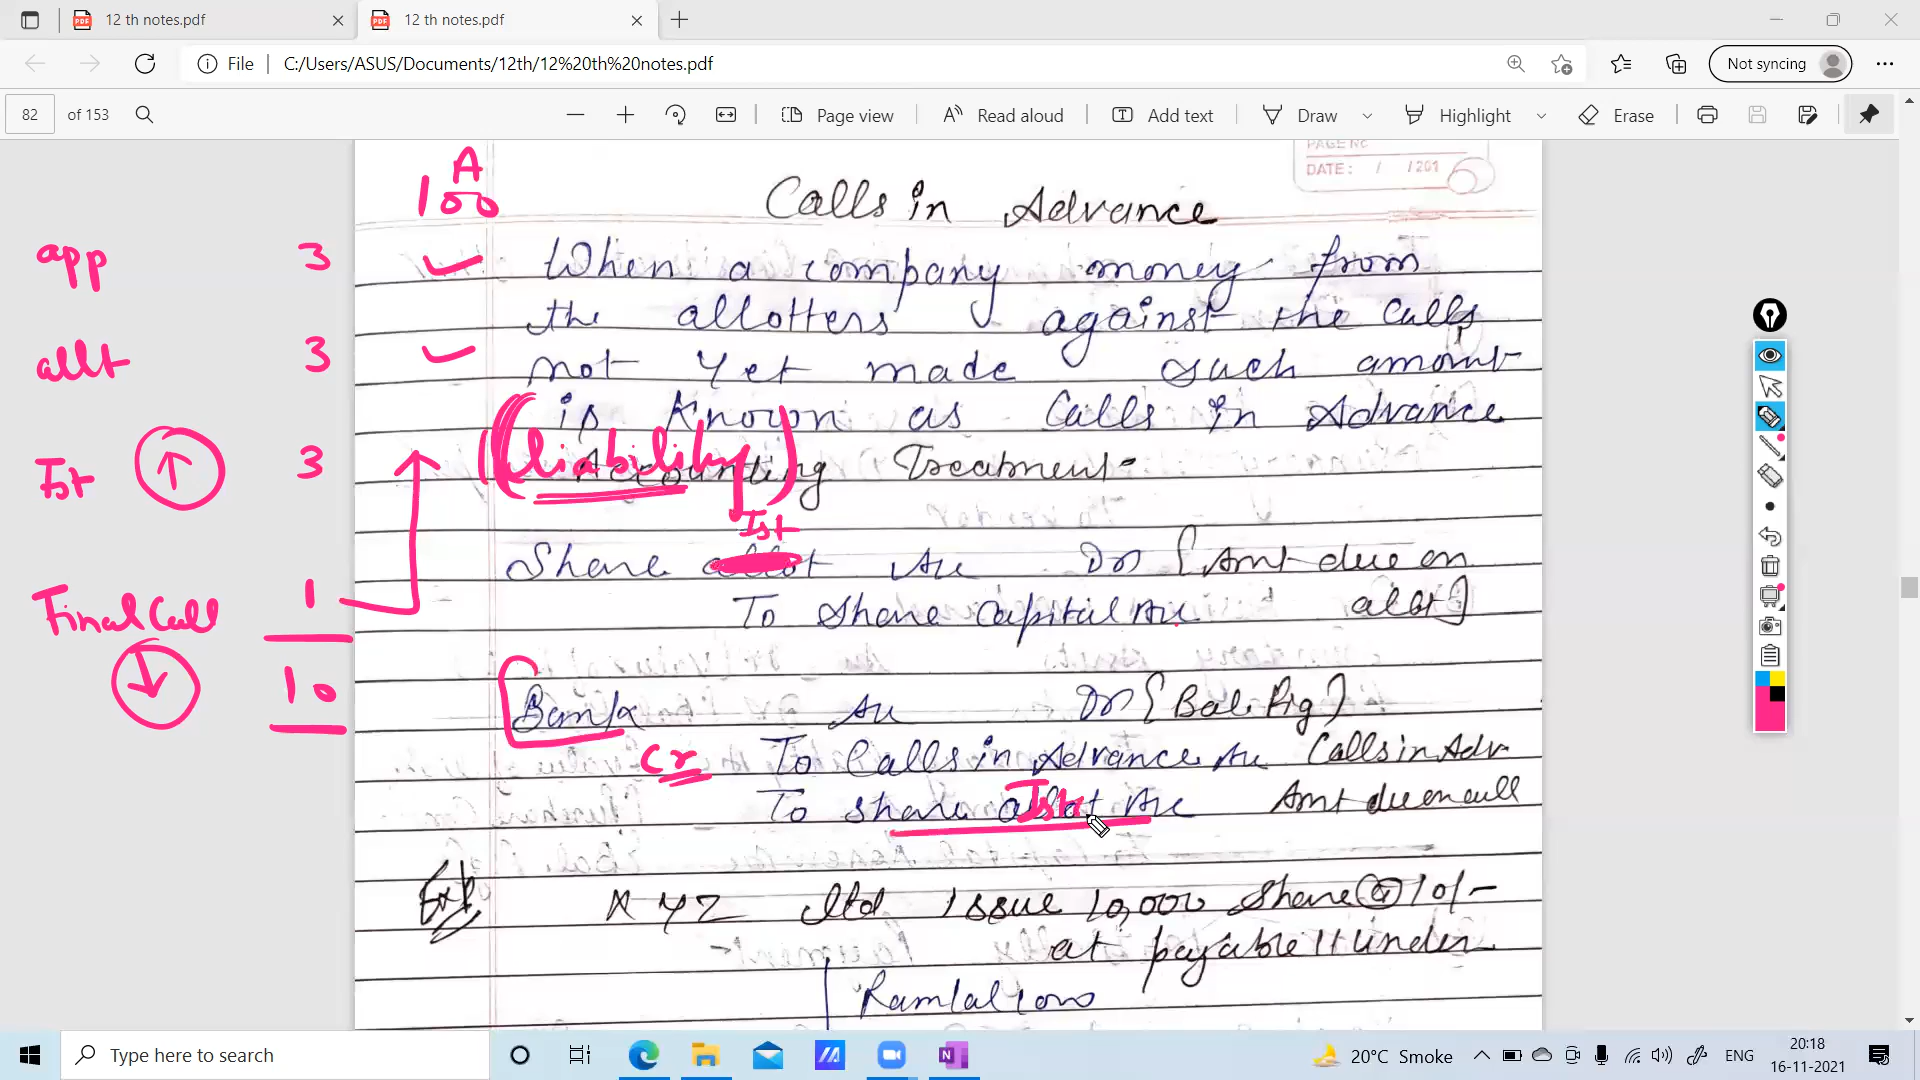 12 th notes.pdf
12 th notes.pdf
File C:/Users/ASUS/Documents/12th/12%20th%20notes.pdf
Not syncing
82 of 153
Page view
Read aloud
Add text
Draw
Highlight
Erase
PAGE NO
DATE: / /201
A
100
Calls in Advance
app 3
When a company money from
the allotters against the calls
allt 3
not yet made such amount
is Known as Calls in Advance
Ist 3
(liability)
Accounting Treatment-
Ist
Share allot A/c Dr {Amt due on
Final Call 1
To Share Capital A/c allot}
10
Bank A/c Dr {Bal. Fig}
Cr
To Calls in Advance A/c Calls in Adv.
To share allot A/c Amt due on call
Ist
XYZ ltd issue 10,000 Share @ 10/-
at payable 11 under
Type here to search
20°C Smoke
ENG
20:18
16-11-2021